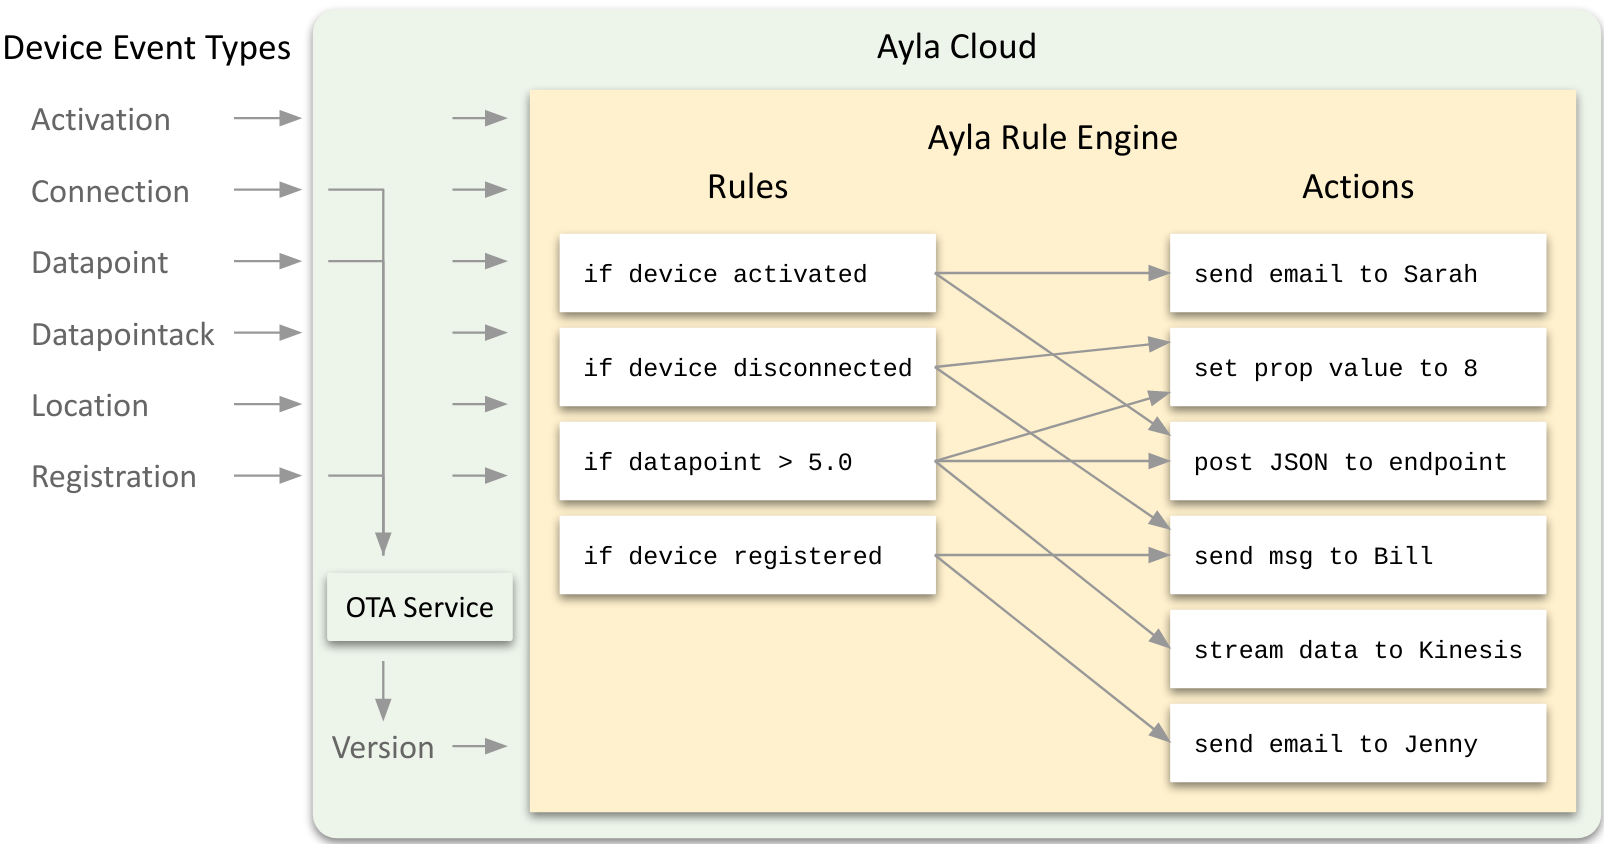 Device Event Types
Activation
Connection
Datapoint
Datapointack
Location
Registration
Ayla Cloud
OTA Service
Version
Ayla Rule Engine
Rules
if device activated
if device disconnected
if datapoint > 5.0
if device registered
Actions
send email to Sarah
set prop value to 8
post JSON to endpoint
send msg to Bill
stream data to Kinesis
send email to Jenny